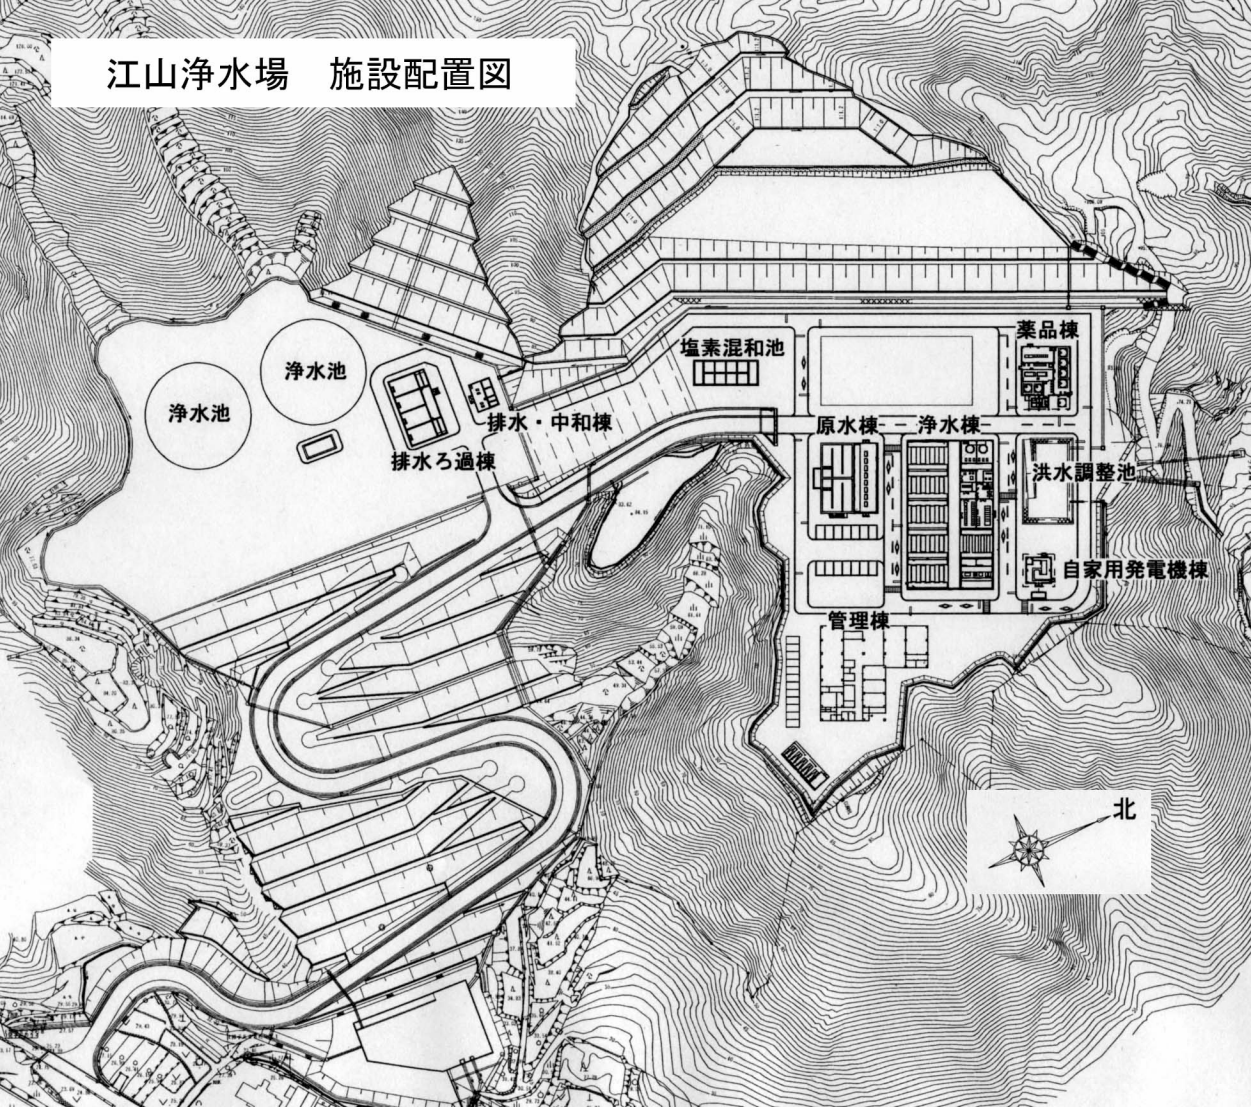 江山浄水場　施設配置図
薬品棟
塩素混和池
浄水池
浄水池
排水・中和棟
原水棟
浄水棟
排水ろ過棟
洪水調整池
自家用発電機棟
管理棟
北